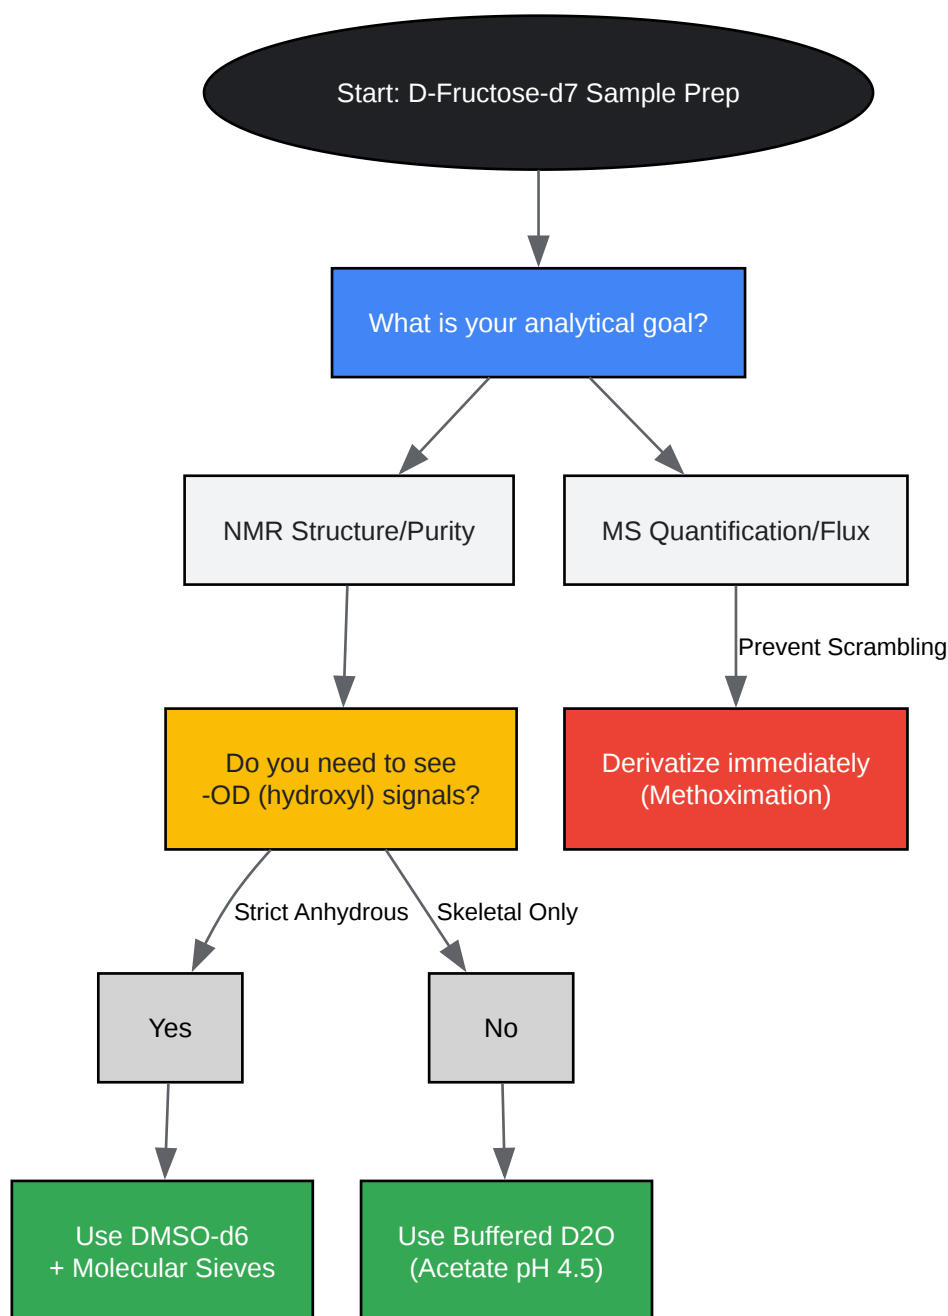 Start: D-Fructose-d7 Sample Prep
What is your analytical goal?
NMR Structure/Purity
MS Quantification/Flux
Prevent Scrambling
Do you need to see
-OD (hydroxyl) signals?
Derivatize immediately
(Methoximation)
Strict Anhydrous
Skeletal Only
Yes
No
Use DMSO-d6
+ Molecular Sieves
Use Buffered D2O
(Acetate pH 4.5)